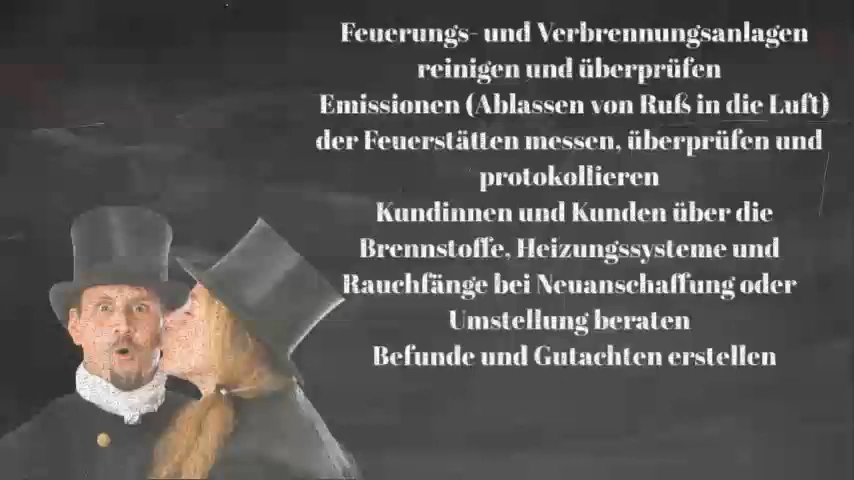 Feuerungs- und Verbrennungsanlagen
reinigen und überprüfen
Emissionen (Ablassen von Ruß in die Luft)
der Feuerstätten messen, überprüfen und
protokollieren
Kundinnen und Kunden über die
Brennstoffe, Heizungssysteme und
Rauchfänge bei Neuanschaffung oder
Umstellung beraten
Befunde und Gutachten erstellen